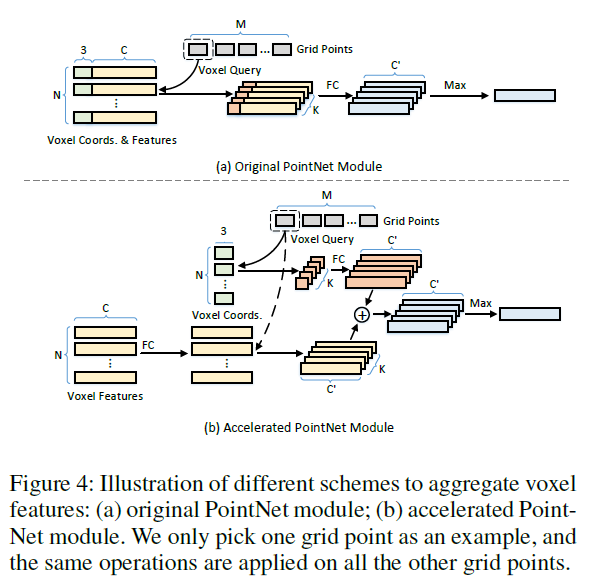 M
3 C
... Grid Points
Voxel Query
C'
N
FC
Max
K
Voxel Coords. & Features
(a) Original PointNet Module
M
... Grid Points
3
Voxel Query
C'
FC
N
K
C'
Voxel Coords.
Max
C
+
N
FC
K
Voxel Features
C'
(b) Accelerated PointNet Module
Figure 4: Illustration of different schemes to aggregate voxel
features: (a) original PointNet module; (b) accelerated Point-
Net module. We only pick one grid point as an example, and
the same operations are applied on all the other grid points.